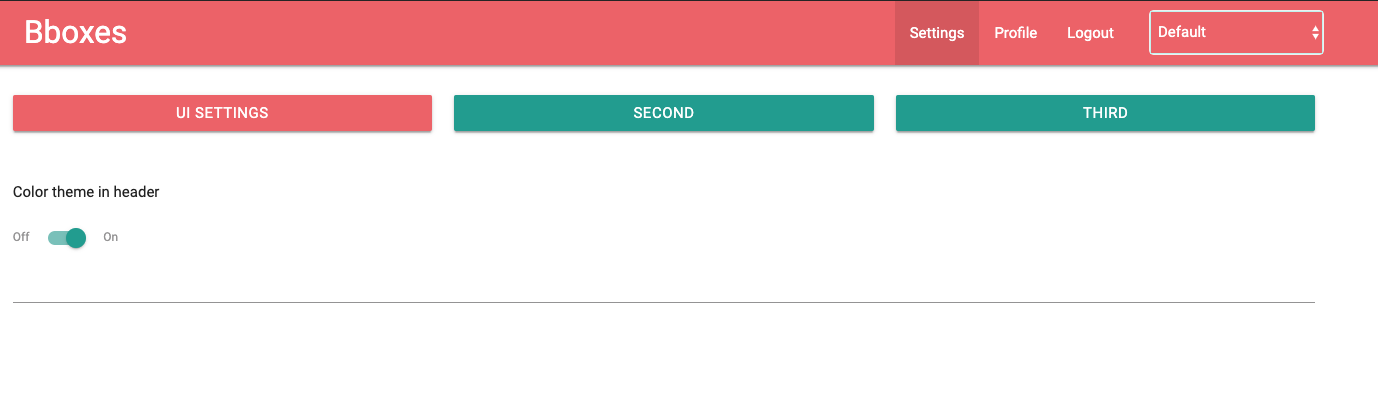 Bboxes Settings Profile Logout Default
UI SETTINGS SECOND THIRD
Color theme in header
Off On